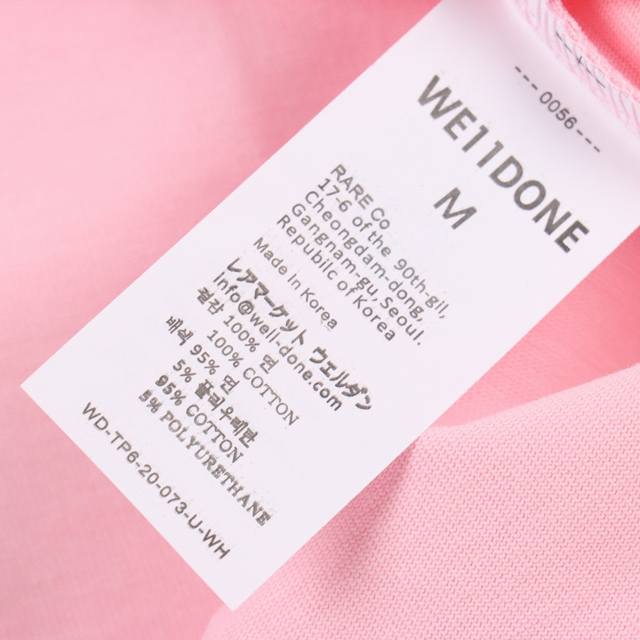 --- 0056 ---
WE11DONE
M
RARE Co
17-6 of the 90th-gil,
Cheongdam-dong,
Gangnam-gu, Seoul.
Republic of Korea
Made in Korea
レアマーケット ウェルダン
info@well-done.com
겉감 100% 면
100% COTTON
배색 95% 면
5% 폴리우레탄
95% COTTON
5% POLYURETHANE
WD-TP6-20-073-U-WH